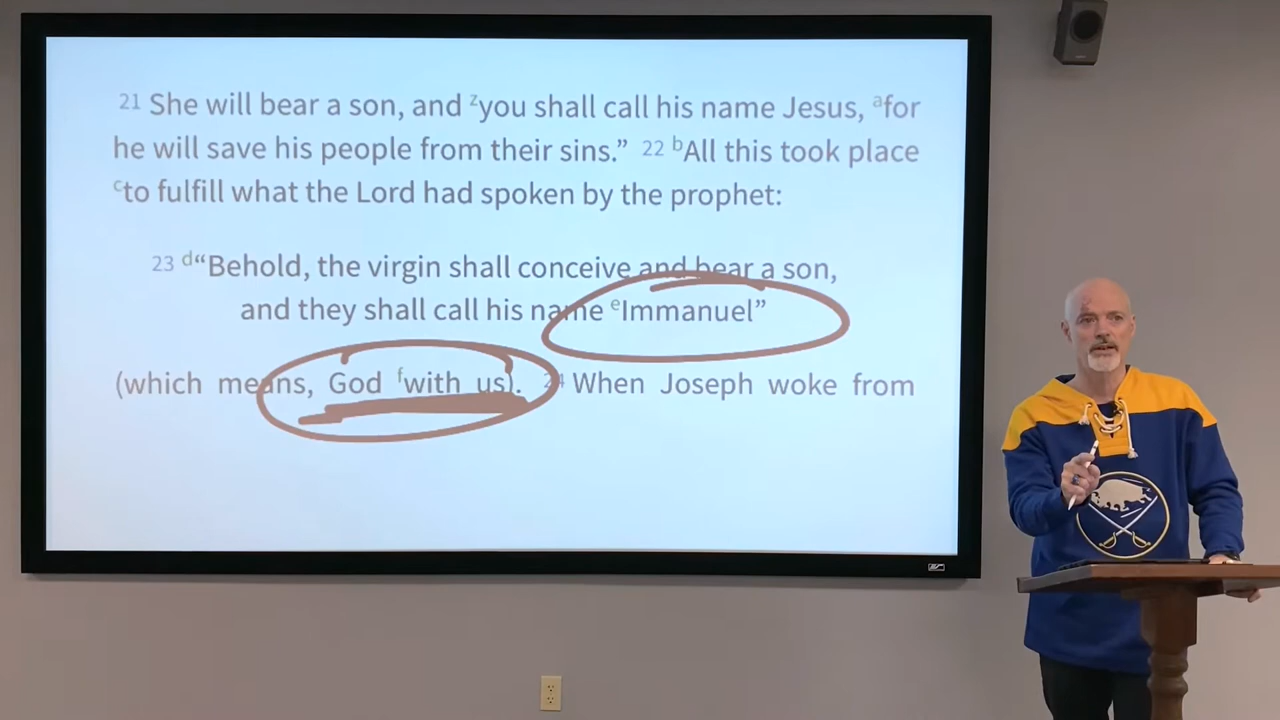 21 She will bear a son, and ᶻyou shall call his name Jesus, ᵃfor
he will save his people from their sins.” 22 ᵇAll this took place
ᶜto fulfill what the Lord had spoken by the prophet:
23 ᵈ“Behold, the virgin shall conceive and bear a son,
and they shall call his name ᵉImmanuel”
(which means, God ᶠwith us). 24 When Joseph woke from